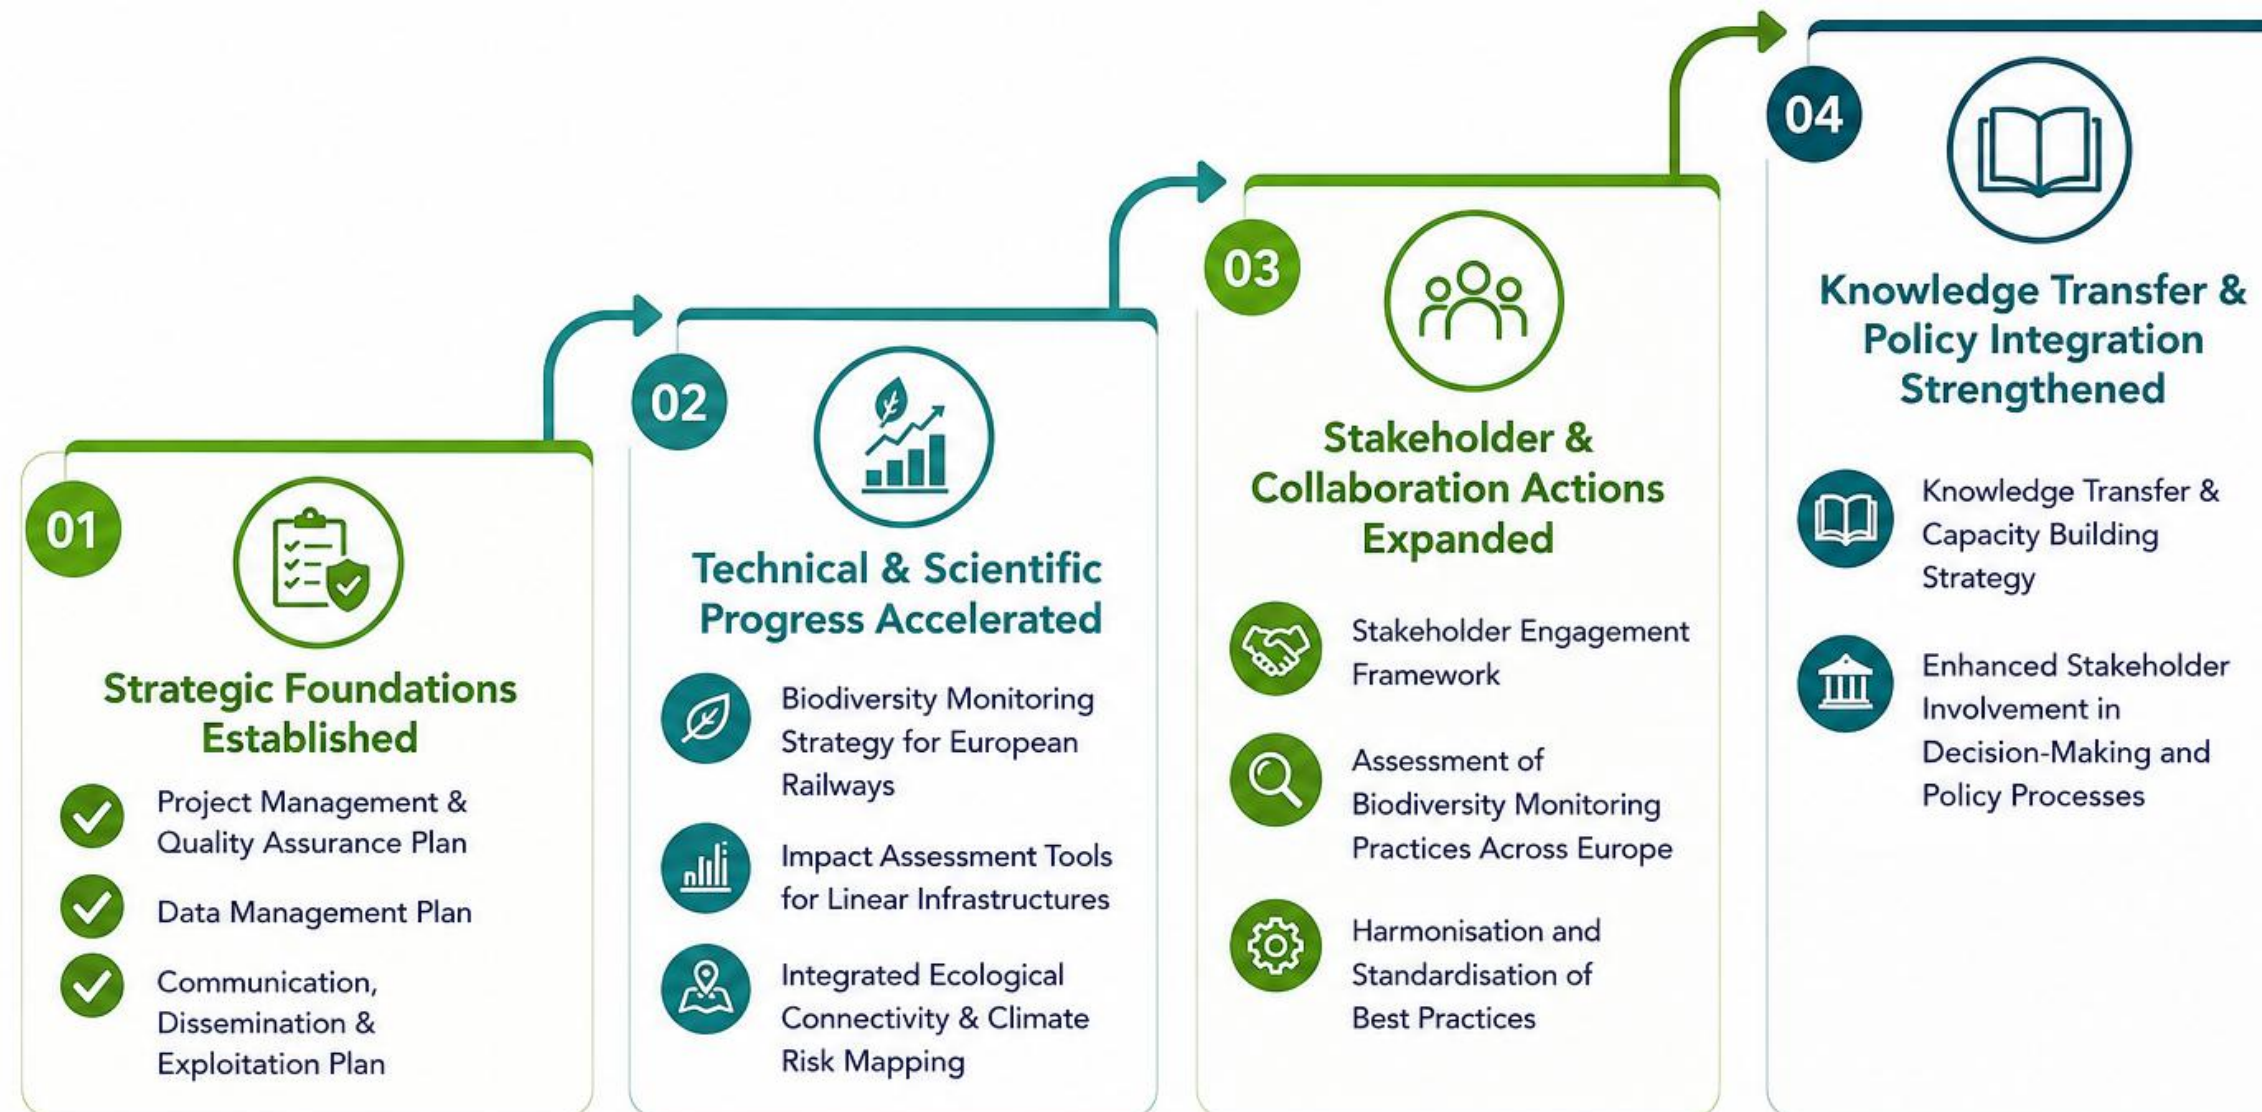 01
Strategic Foundations
Established
Project Management &
Quality Assurance Plan
Data Management Plan
Communication,
Dissemination &
Exploitation Plan
02
Technical & Scientific
Progress Accelerated
Biodiversity Monitoring
Strategy for European
Railways
Impact Assessment Tools
for Linear Infrastructures
Integrated Ecological
Connectivity & Climate
Risk Mapping
03
Stakeholder &
Collaboration Actions
Expanded
Stakeholder Engagement
Framework
Assessment of
Biodiversity Monitoring
Practices Across Europe
Harmonisation and
Standardisation of
Best Practices
04
Knowledge Transfer &
Policy Integration
Strengthened
Knowledge Transfer &
Capacity Building
Strategy
Enhanced Stakeholder
Involvement in
Decision-Making and
Policy Processes